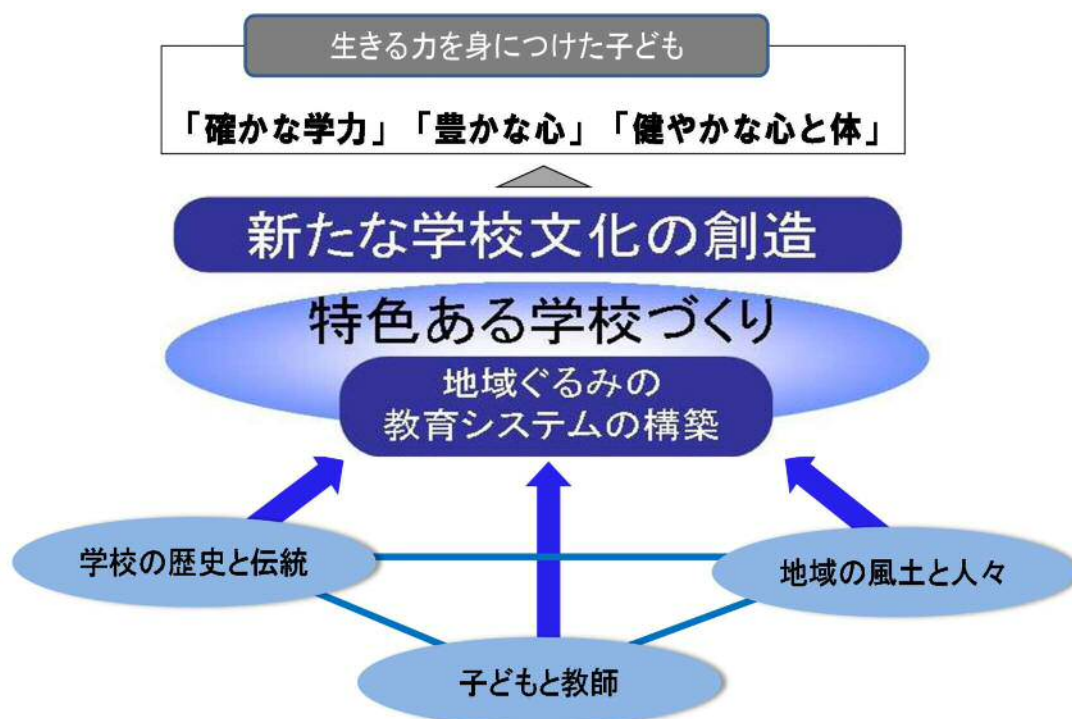 生きる力を身につけた子ども
「確かな学力」「豊かな心」「健やかな心と体」
新たな学校文化の創造
特色ある学校づくり
地域ぐるみの
教育システムの構築
学校の歴史と伝統
地域の風土と人々
子どもと教師